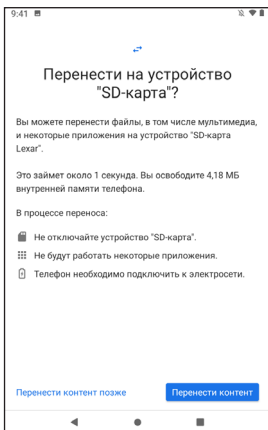 9:41
Перенести на устройство
"SD-карта"?
Вы можете перенести файлы, в том числе мультимедиа,
и некоторые приложения на устройство "SD-карта
Lexar".
Это займет около 1 секунда. Вы освободите 4,18 МБ
внутренней памяти телефона.
В процессе переноса:
Не отключайте устройство "SD-карта".
Не будут работать некоторые приложения.
Телефон необходимо подключить к электросети.
Перенести контент позже
Перенести контент